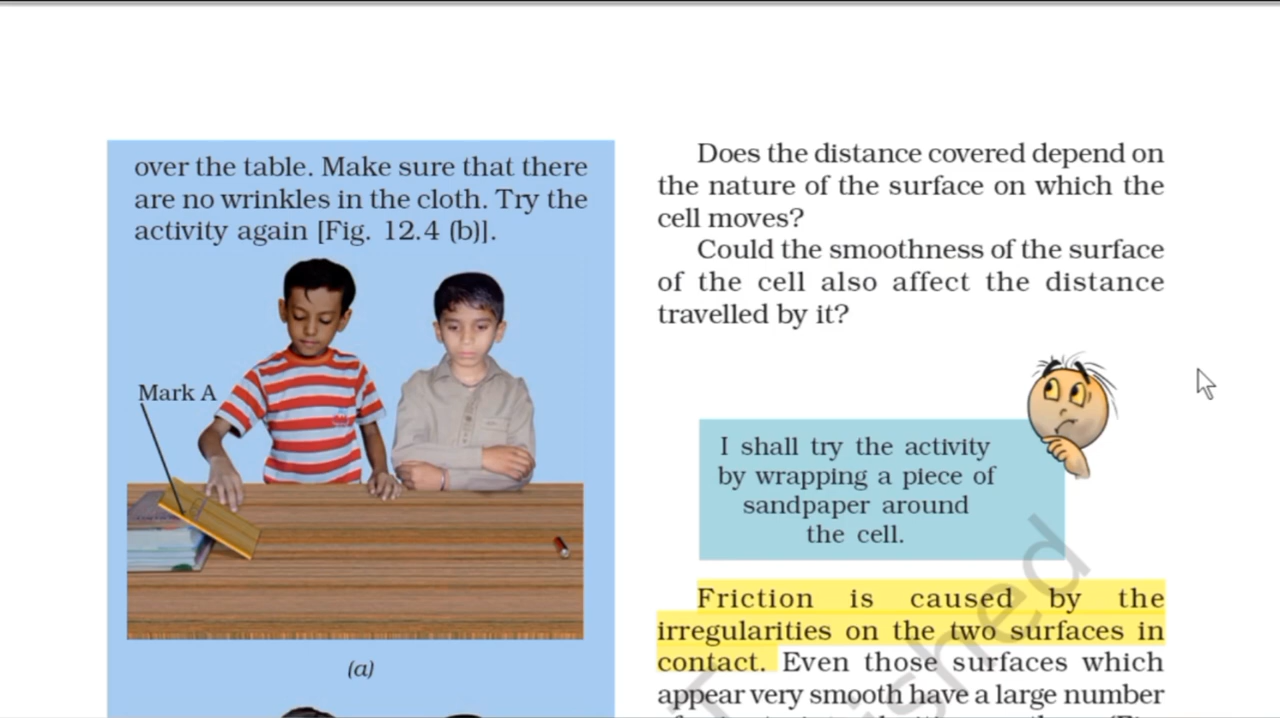 over the table. Make sure that there
are no wrinkles in the cloth. Try the
activity again [Fig. 12.4 (b)].
Mark A
(a)
Does the distance covered depend on
the nature of the surface on which the
cell moves?
Could the smoothness of the surface
of the cell also affect the distance
travelled by it?
I shall try the activity
by wrapping a piece of
sandpaper around
the cell.
Friction is caused by the
irregularities on the two surfaces in
contact. Even those surfaces which
appear very smooth have a large number